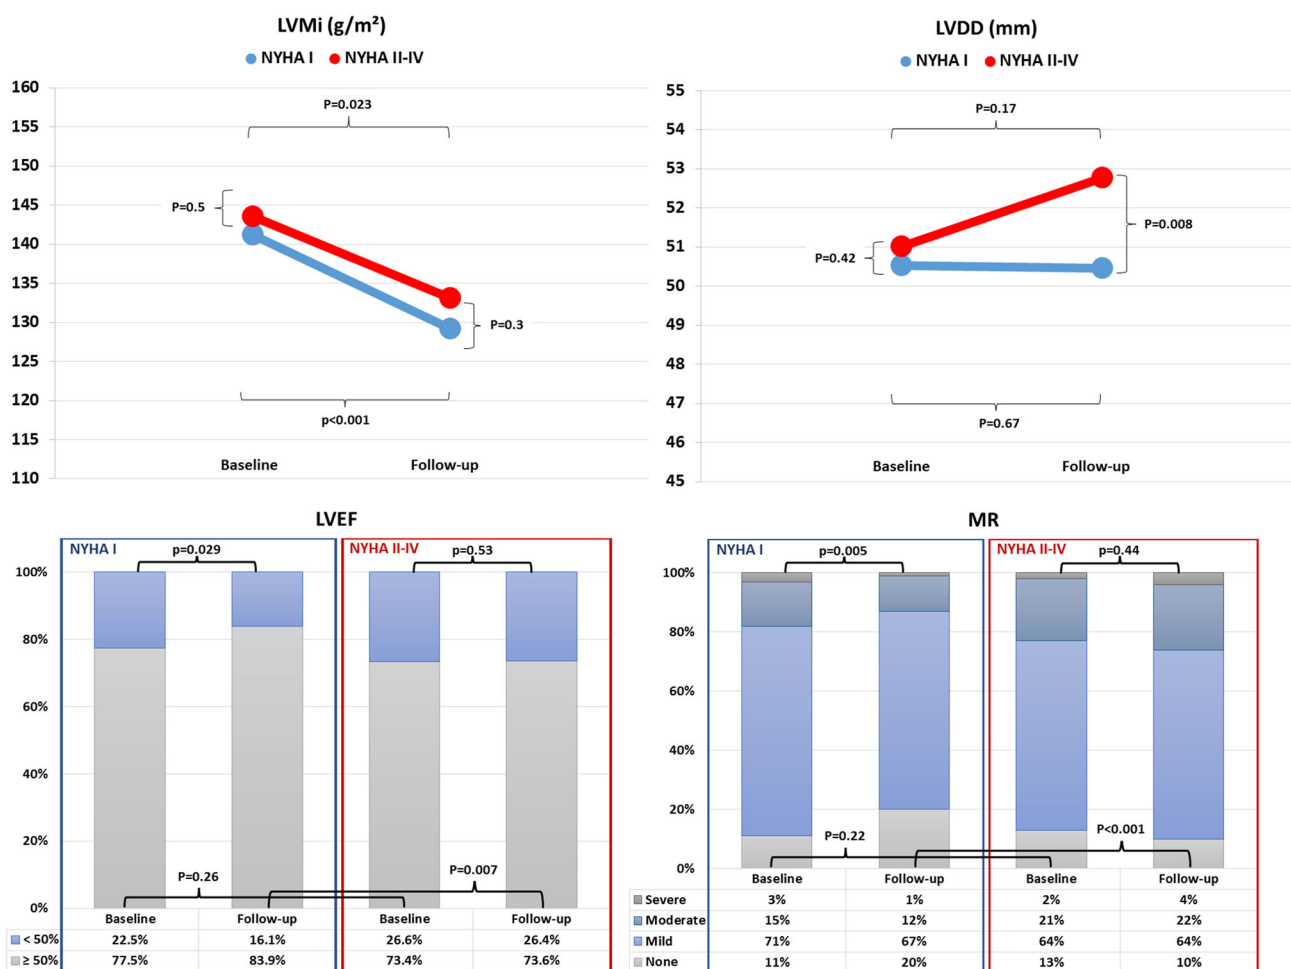 LVMi (g/m²)
NYHA I NYHA II-IV
160
155
150
145
140
135
130
125
120
115
110
P=0.023
P=0.5
P=0.3
p<0.001
Baseline Follow-up
LVDD (mm)
NYHA I NYHA II-IV
55
54
53
52
51
50
49
48
47
46
45
P=0.17
P=0.42
P=0.008
P=0.67
Baseline Follow-up
LVEF
NYHA I p=0.029 NYHA II-IV p=0.53
100%
80%
60%
40%
20%
0%
P=0.26 P=0.007
Baseline Follow-up Baseline Follow-up
< 50% 22.5% 16.1% 26.6% 26.4%
≥ 50% 77.5% 83.9% 73.4% 73.6%
MR
NYHA I p=0.005 NYHA II-IV p=0.44
100%
80%
60%
40%
20%
0%
P=0.22 P<0.001
Baseline Follow-up Baseline Follow-up
Severe 3% 1% 2% 4%
Moderate 15% 12% 21% 22%
Mild 71% 67% 64% 64%
None 11% 20% 13% 10%